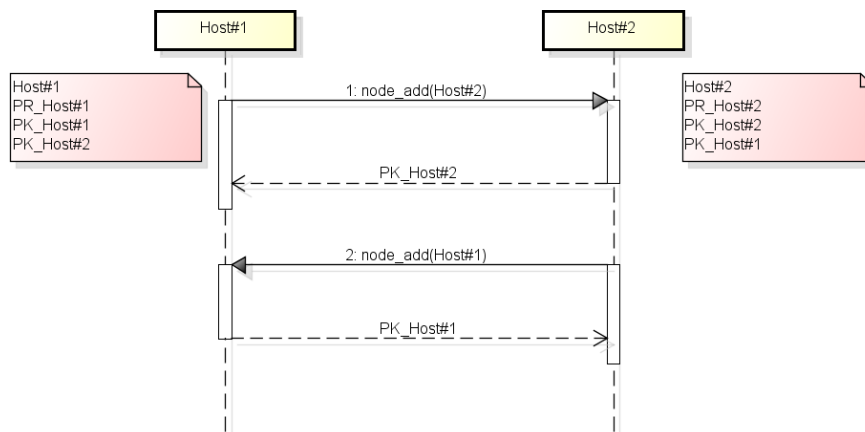 Host#1
Host#2
Host#1
PR_Host#1
PK_Host#1
PK_Host#2
1: node_add(Host#2)
Host#2
PR_Host#2
PK_Host#2
PK_Host#1
PK_Host#2
2: node_add(Host#1)
PK_Host#1